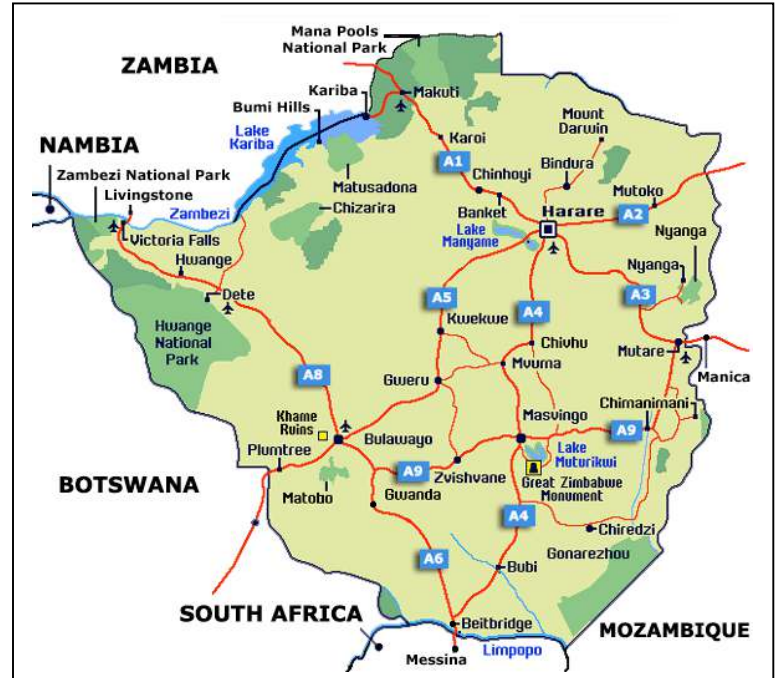 Mana Pools
National Park
ZAMBIA
Kariba
Makuti
Bumi Hills
Lake
Kariba
Karoi
Mount
Darwin
NAMBIA
A1
Bindura
Zambezi National Park
Chinhoyi
Matusadona
Mutoko
Livingstone
Chizarira
Banket
Harare
A2
Zambezi
Lake
Manyame
Nyanga
Victoria Falls
Hwange
Nyanga
Dete
A5
A4
A3
Kwekwe
Hwange
National
Park
Chivhu
Mutare
Mvuma
A8
Gweru
Manica
Khame
Ruins
Masvingo
Chimanimani
Bulawayo
A9
Plumtree
Lake
Muturikwi
A9
Zvishvane
BOTSWANA
Matobo
Gwanda
Great Zimbabwe
Monument
A4
Chiredzi
A6
Gonarezhou
Bubi
SOUTH AFRICA
Beitbridge
MOZAMBIQUE
Messina
Limpopo